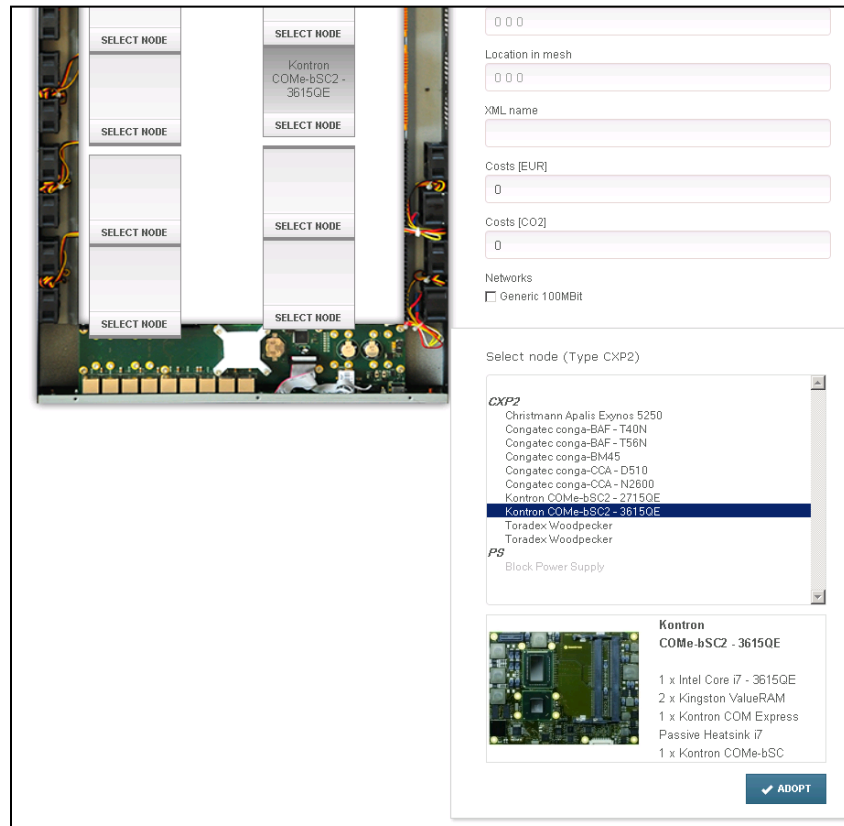 SELECT NODE
SELECT NODE
Kontron
COMe-bSC2 -
3615QE
SELECT NODE
SELECT NODE
SELECT NODE
SELECT NODE
SELECT NODE
SELECT NODE
0 0 0
Location in mesh
0 0 0
XML name
Costs [EUR]
0
Costs [CO2]
0
Networks
Generic 100MBit
Select node (Type CXP2)
CXP2
Christmann Apalis Exynos 5250
Congatec conga-BAF - T40N
Congatec conga-BAF - T56N
Congatec conga-BM45
Congatec conga-CCA - D510
Congatec conga-CCA - N2600
Kontron COMe-bSC2 - 2715QE
Kontron COMe-bSC2 - 3615QE
Toradex Woodpecker
Toradex Woodpecker
PS
Block Power Supply
Kontron
COMe-bSC2 - 3615QE
1 x Intel Core i7 - 3615QE
2 x Kingston ValueRAM
1 x Kontron COM Express
Passive Heatsink i7
1 x Kontron COMe-bSC
ADOPT